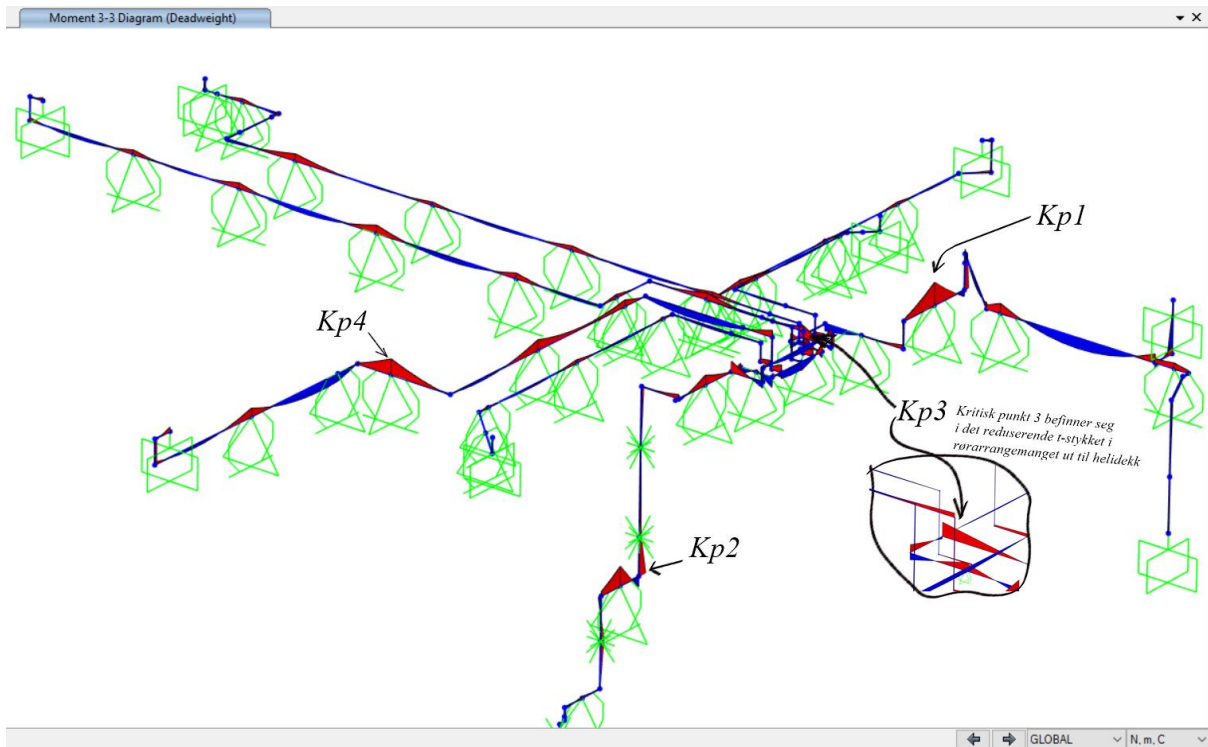 Moment 3-3 Diagram (Deadweight)
Kp1
Kp4
Kp3
Kritisk punkt 3 befinner seg
i det reduserende t-stykket i
rørarrangemanget ut til helidekk
Kp2
GLOBAL
N, m, C